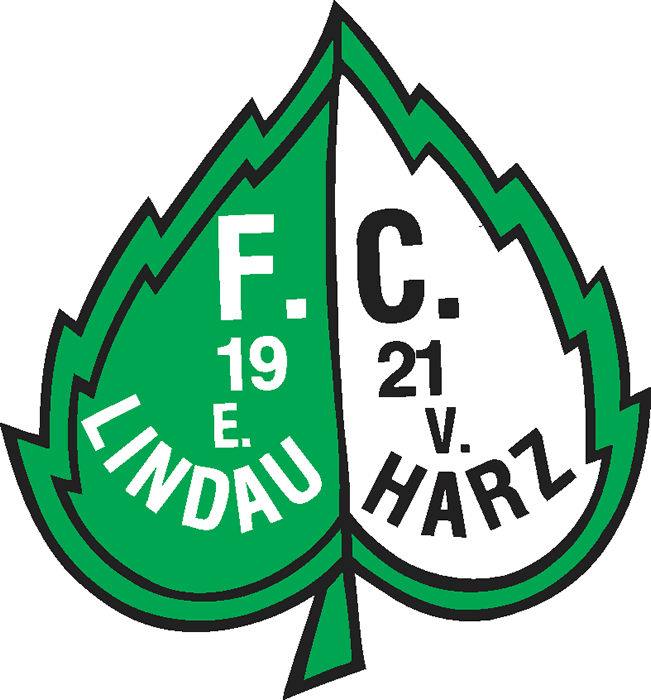 F. C.
19 21
E. V.
LINDAU HARZ